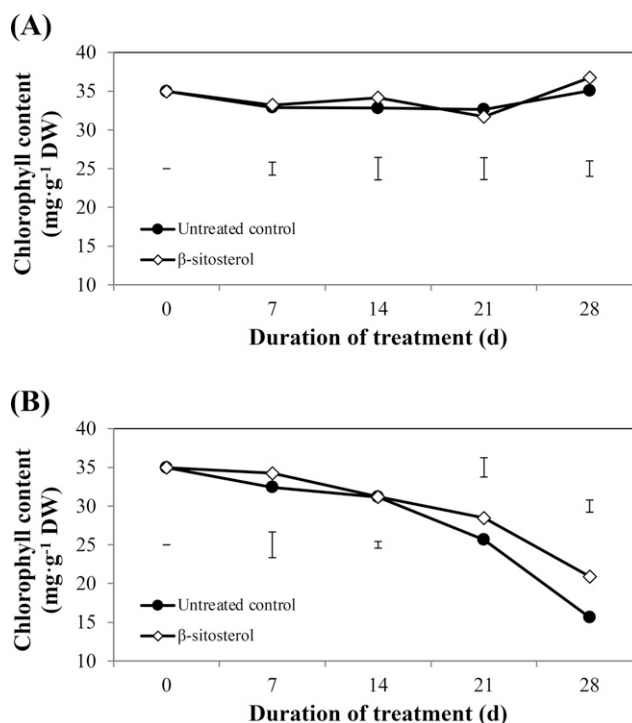 (A)
Chlorophyll content
(mg·g⁻¹ DW)
40
35
30
25
20
15
10
Untreated control
β-sitosterol
0 7 14 21 28
Duration of treatment (d)
(B)
Chlorophyll content
(mg·g⁻¹ DW)
40
35
30
25
20
15
10
Untreated control
β-sitosterol
0 7 14 21 28
Duration of treatment (d)